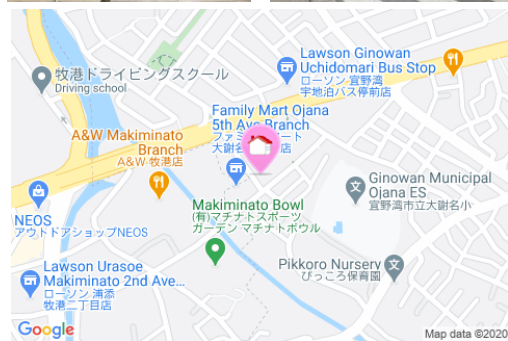 Lawson Ginowan
Uchidomari Bus Stop
ローソン 宜野湾
宇地泊バス停前店
牧港ドライビングスクール
Driving school
Family Mart Ojana
5th Ave Branch
ファミ
ート
大謝名
店
A&W Makiminato
Branch
A&W 牧港店
Ginowan Municipal
Ojana ES
宜野湾市立大謝名小
Makiminato Bowl
(有)マチナトスポーツ
ガーデン マチナトボウル
NEOS
アウトドアショップNEOS
Pikkoro Nursery
ぴっころ保育園
Lawson Urasoe
Makiminato 2nd Ave...
ローソン 浦添
牧港二丁目店
Google
Map data ©2020